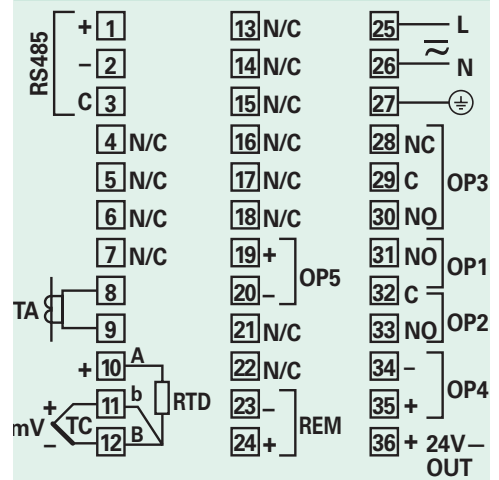 + 1 13 N/C 25 L
RS485 – 2 14 N/C 26 N
C 3 15 N/C 27
4 N/C 16 N/C 28 NC
5 N/C 17 N/C 29 C OP3
6 N/C 18 N/C 30 NO
7 N/C 19 + 31 NO OP1
TA 8 20 – OP5 32 C
9 21 N/C 33 NO OP2
+ 10 A 22 N/C 34 –
+ 11 b RTD 23 – REM 35 + OP4
mV TC – 12 B 24 + 36 + 24V
OUT